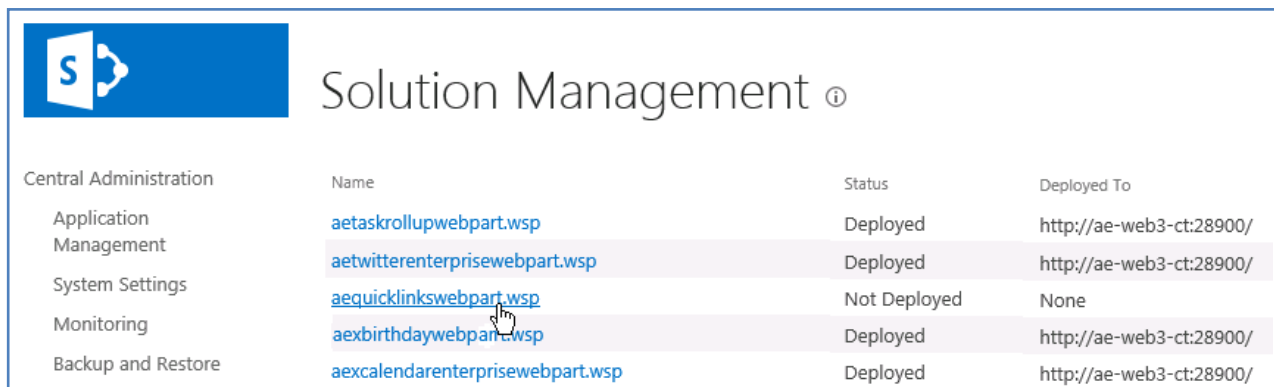 S
Solution Management
Central Administration
Application
Management
System Settings
Monitoring
Backup and Restore
Name Status Deployed To
aetaskrollupwebpart.wsp Deployed http://ae-web3-ct:28900/
aetwitterenterprisewebpart.wsp Deployed http://ae-web3-ct:28900/
aequicklinkswebpart.wsp Not Deployed None
aexbirthdaywebpart.wsp Deployed http://ae-web3-ct:28900/
aexcalendarenterprisewebpart.wsp Deployed http://ae-web3-ct:28900/